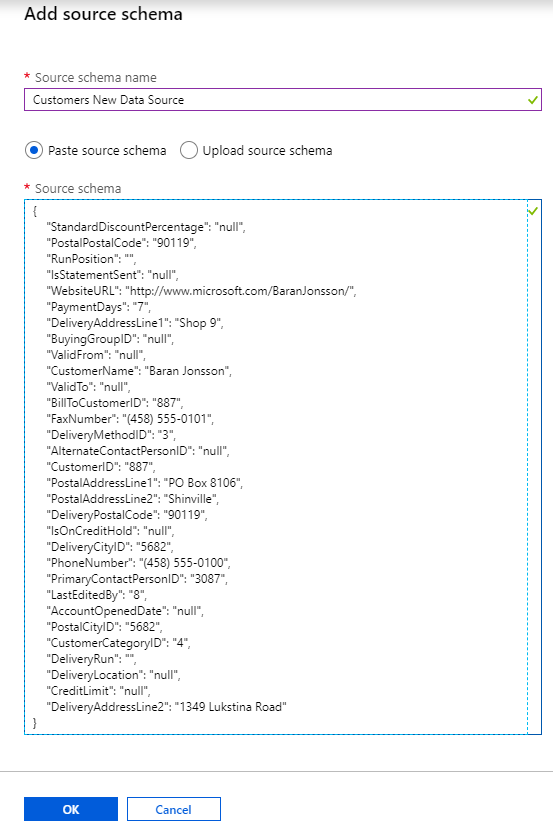 Add source schema
* Source schema name
Customers New Data Source
Paste source schema Upload source schema
* Source schema
{
"StandardDiscountPercentage": "null",
"PostalPostalCode": "90119",
"RunPosition": "",
"IsStatementSent": "null",
"WebsiteURL": "http://www.microsoft.com/BaranJonsson/",
"PaymentDays": "7",
"DeliveryAddressLine1": "Shop 9",
"BuyingGroupID": "null",
"ValidFrom": "null",
"CustomerName": "Baran Jonsson",
"ValidTo": "null",
"BillToCustomerID": "887",
"FaxNumber": "(458) 555-0101",
"DeliveryMethodID": "3",
"AlternateContactPersonID": "null",
"CustomerID": "887",
"PostalAddressLine1": "PO Box 8106",
"PostalAddressLine2": "Shinville",
"DeliveryPostalCode": "90119",
"IsOnCreditHold": "null",
"DeliveryCityID": "5682",
"PhoneNumber": "(458) 555-0100",
"PrimaryContactPersonID": "3087",
"LastEditedBy": "8",
"AccountOpenedDate": "null",
"PostalCityID": "5682",
"CustomerCategoryID": "4",
"DeliveryRun": "",
"DeliveryLocation": "null",
"CreditLimit": "null",
"DeliveryAddressLine2": "1349 Lukstina Road"
}
OK Cancel